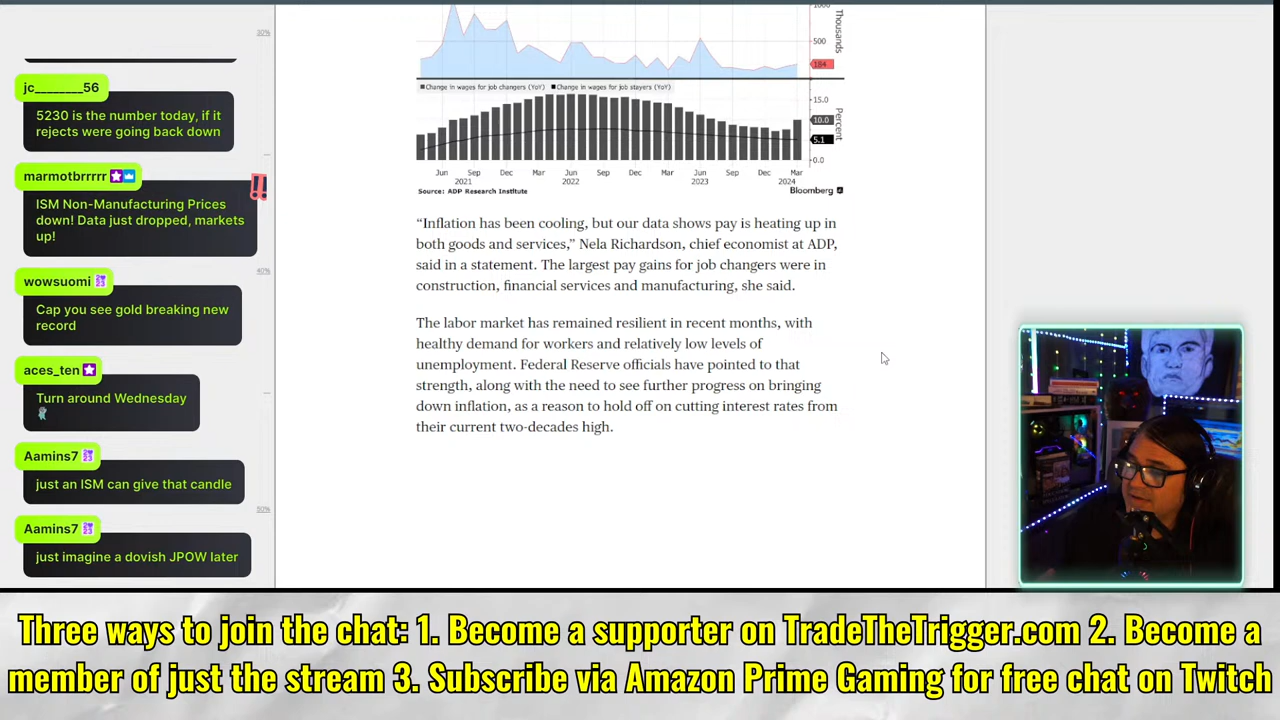 jc________56
5230 is the number today, if it
rejects were going back down
marmotbrrrrr
ISM Non-Manufacturing Prices
down! Data just dropped, markets
up!
wowsuomi
Cap you see gold breaking new
record
aces_ten
Turn around Wednesday
Aamins7
just an ISM can give that candle
Aamins7
just imagine a dovish JPOW later
32%
40%
50%
1000
500
184
Thousands
Change in wages for job changers (YoY) Change in wages for job stayers (YoY)
15.0
10.0
5.1
0.0
Percent
Jun Sep Dec Mar Jun Sep Dec Mar Jun Sep Dec Mar
2021 2022 2023 2024
Source: ADP Research Institute Bloomberg
“Inflation has been cooling, but our data shows pay is heating up in
both goods and services,” Nela Richardson, chief economist at ADP,
said in a statement. The largest pay gains for job changers were in
construction, financial services and manufacturing, she said.
The labor market has remained resilient in recent months, with
healthy demand for workers and relatively low levels of
unemployment. Federal Reserve officials have pointed to that
strength, along with the need to see further progress on bringing
down inflation, as a reason to hold off on cutting interest rates from
their current two-decades high.
Three ways to join the chat: 1. Become a supporter on TradeTheTrigger.com 2. Become a
member of just the stream 3. Subscribe via Amazon Prime Gaming for free chat on Twitch